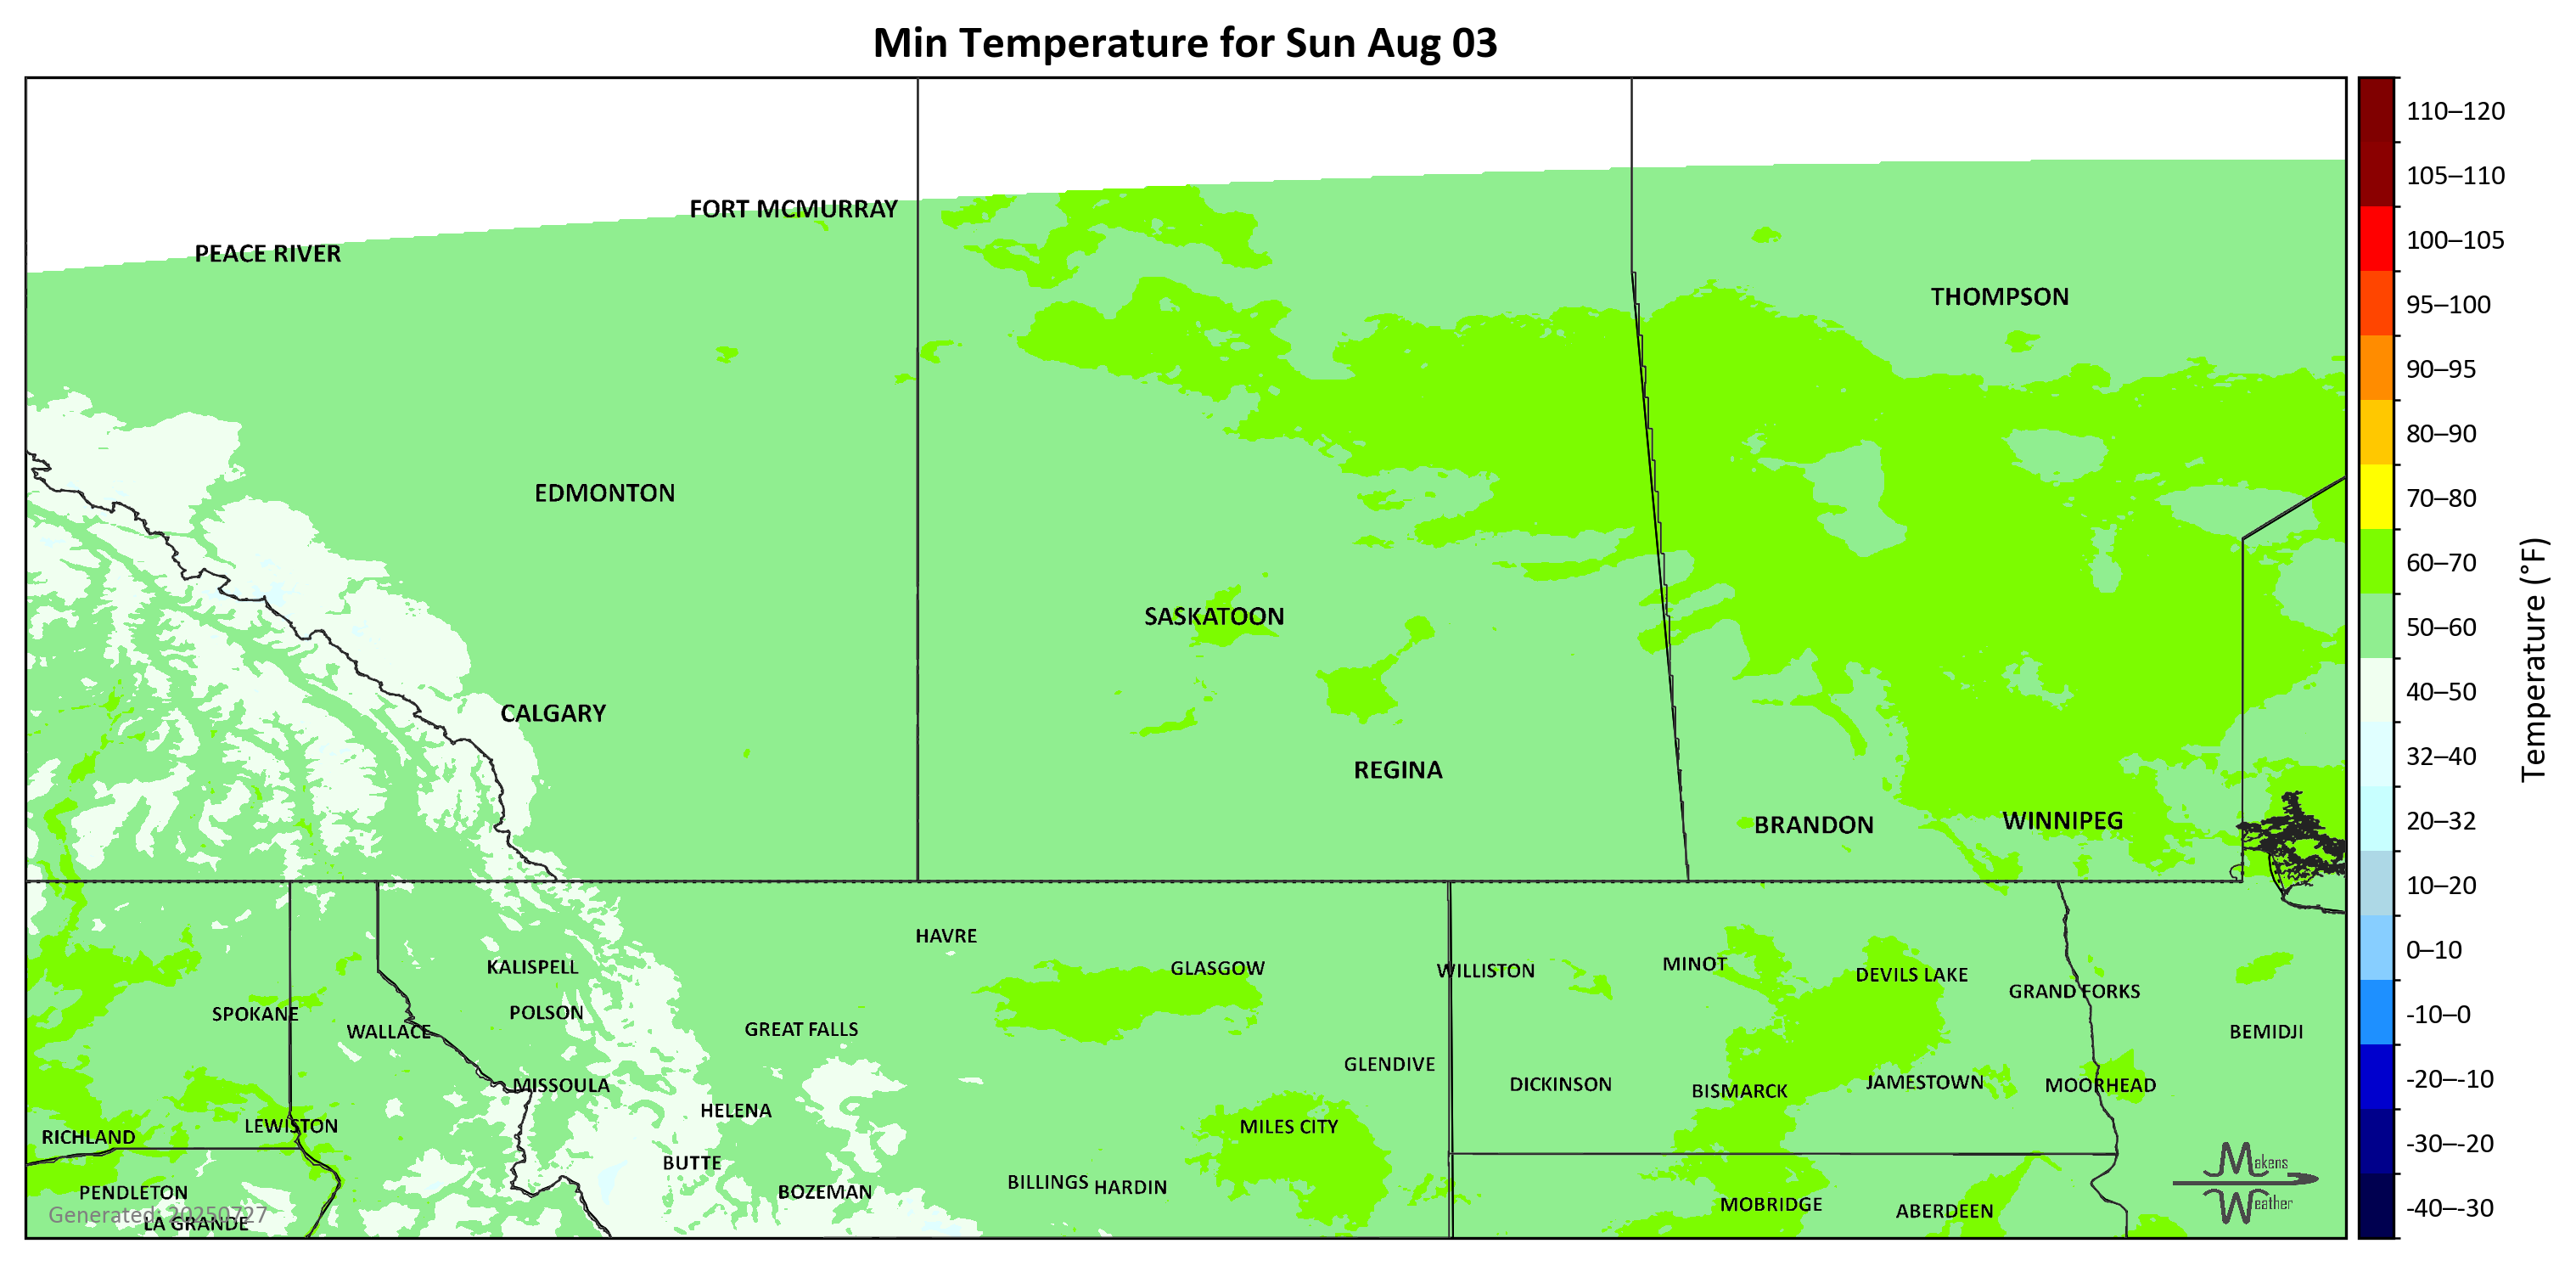 Min Temperature for Sun Aug 03
FORT MCMURRAY
PEACE RIVER
THOMPSON
EDMONTON
SASKATOON
CALGARY
REGINA
BRANDON
WINNIPEG
HAVRE
KALISPELL
GLASGOW
WILLISTON
MINOT
DEVILS LAKE
GRAND FORKS
SPOKANE
POLSON
WALLACE
GREAT FALLS
BEMIDJI
GLENDIVE
MISSOULA
DICKINSON
BISMARCK
JAMESTOWN
MOORHEAD
HELENA
LEWISTON
MILES CITY
RICHLAND
BUTTE
BILLINGS
HARDIN
PENDLETON
BOZEMAN
MOBRIDGE
ABERDEEN
Generated: 20250727
LA GRANDE
Makens
Weather
110–120
105–110
100–105
95–100
90–95
80–90
70–80
60–70
50–60
40–50
32–40
20–32
10–20
0–10
-10–0
-20–-10
-30–-20
-40–-30
Temperature (°F)